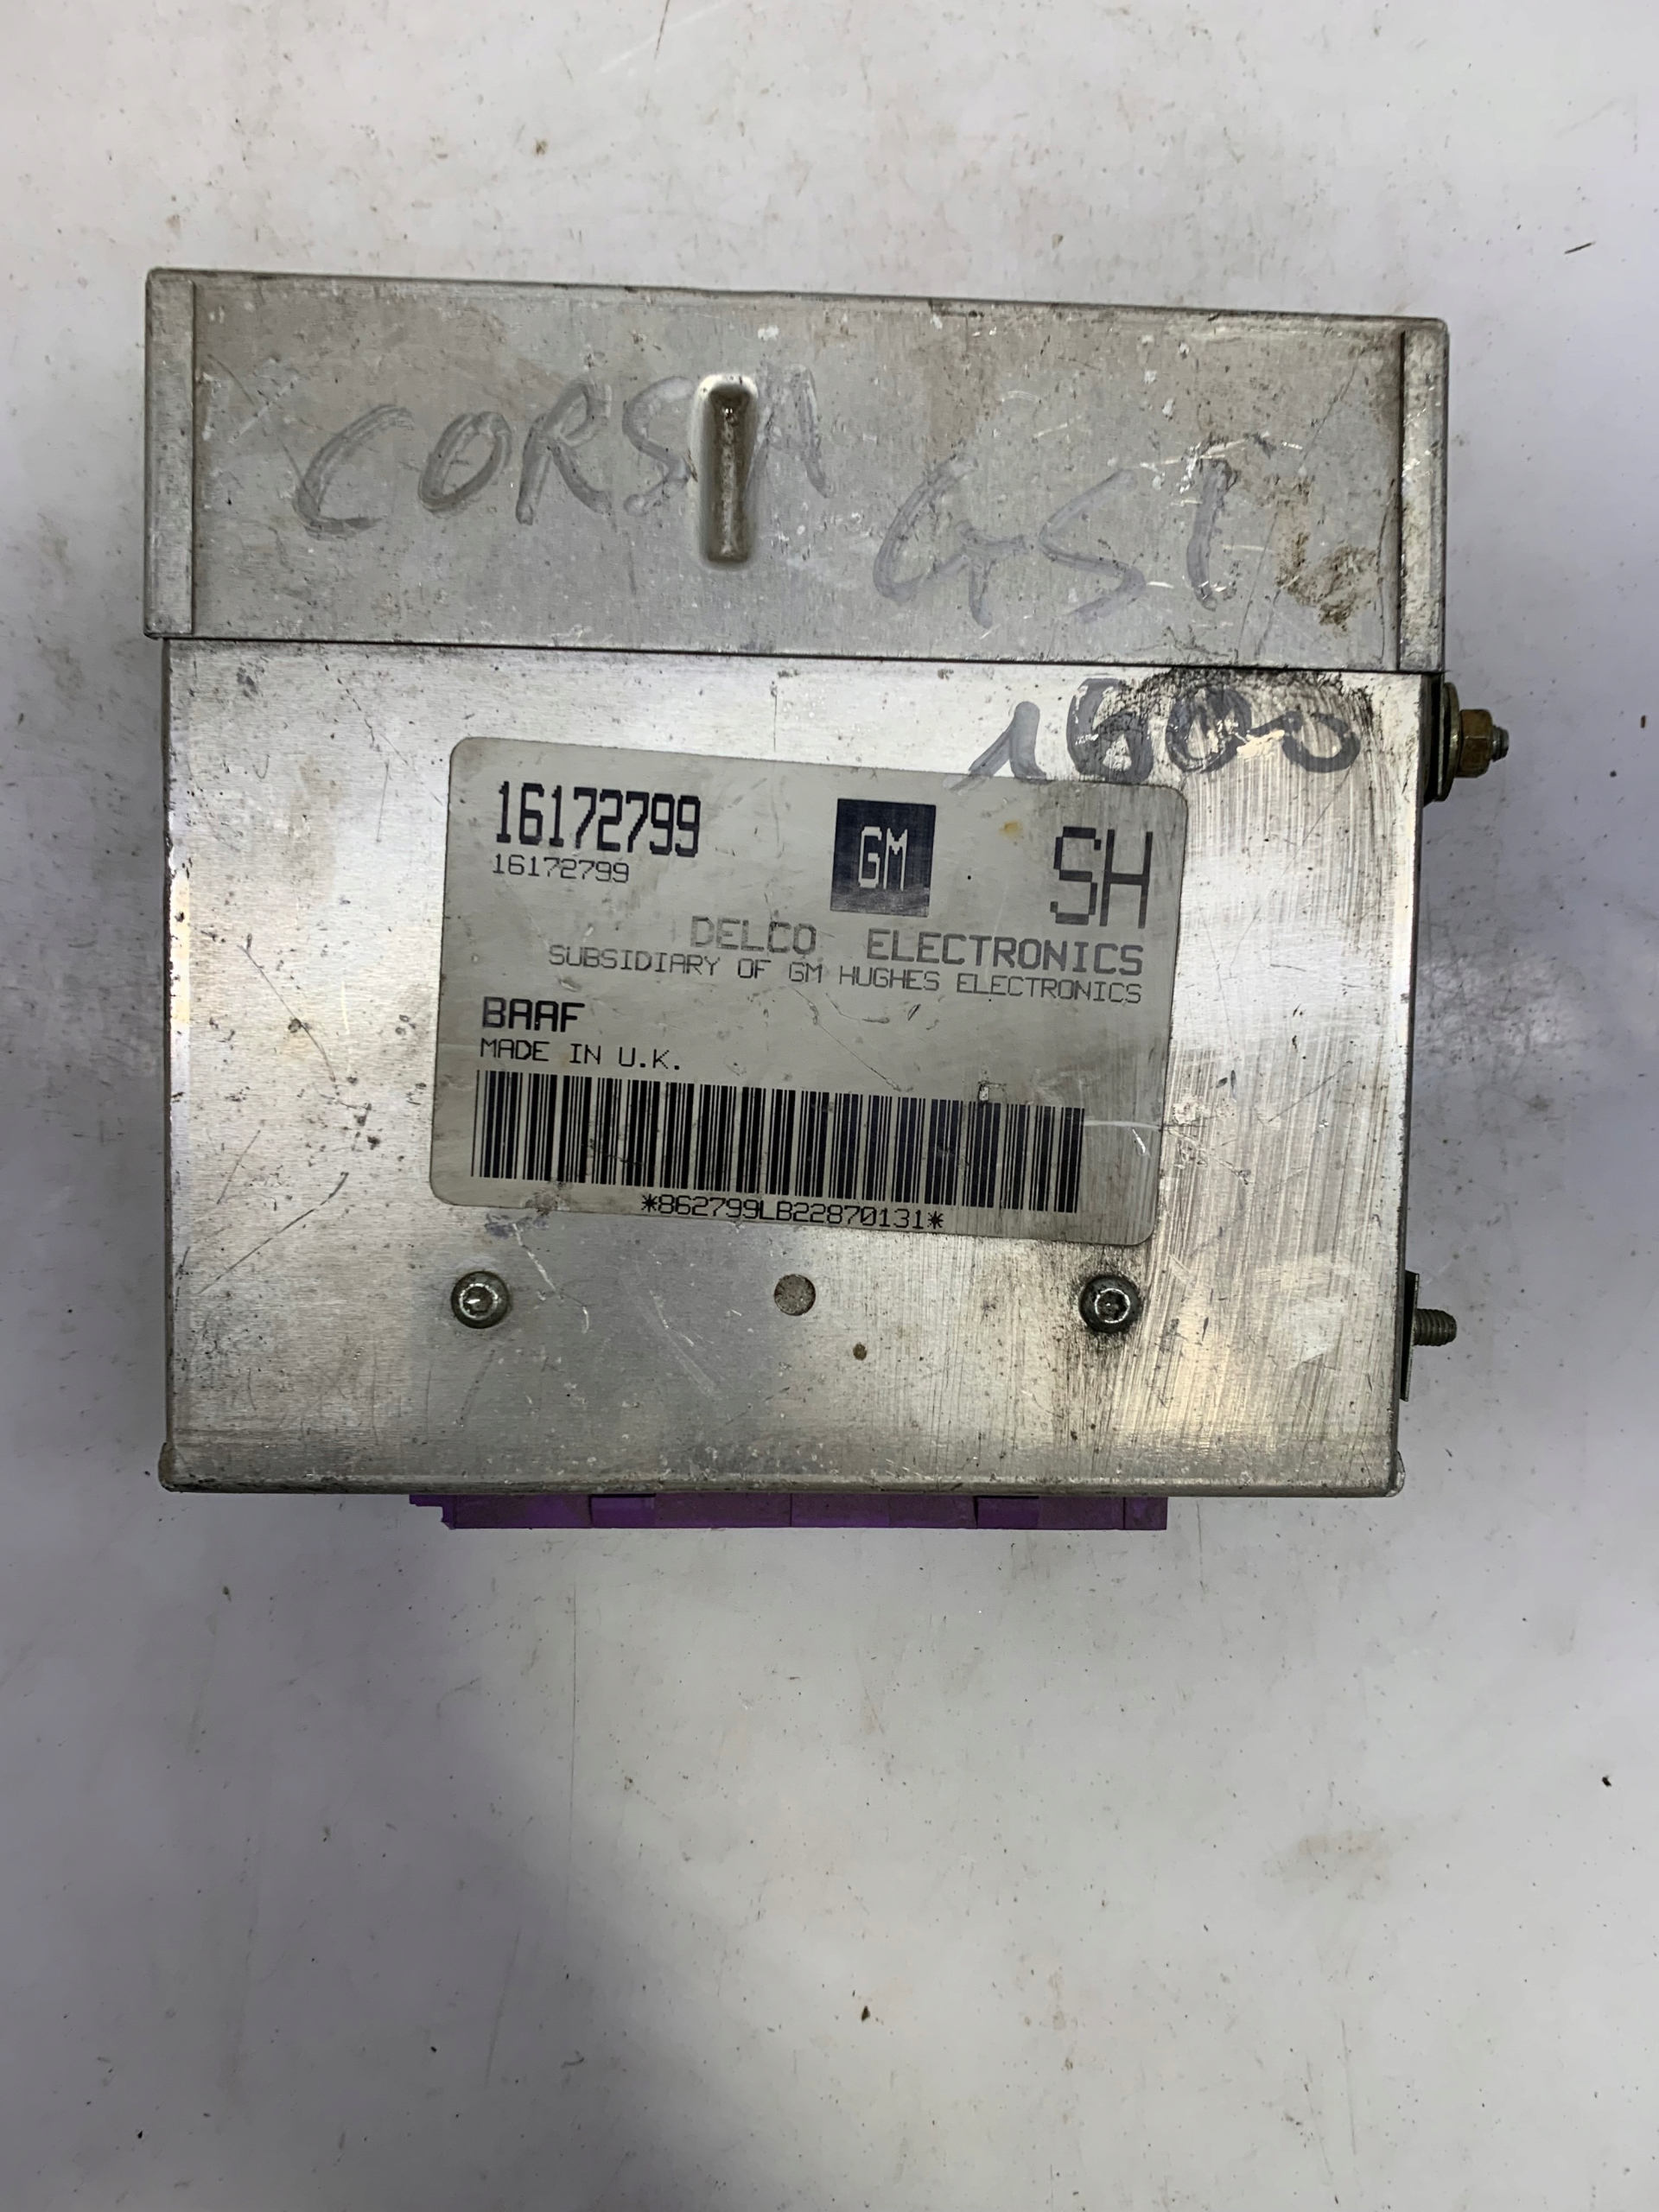 CORSA GSI
1600
16172799
16172799
GM
SH
DELCO ELECTRONICS
SUBSIDIARY OF GM HUGHES ELECTRONICS
BAAF
MADE IN U.K.
*862799LB22870131*